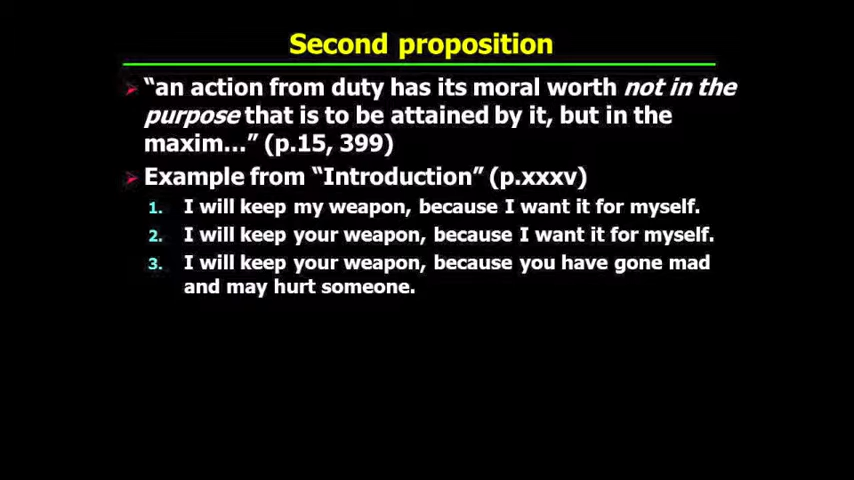 Second proposition
“an action from duty has its moral worth not in the
purpose that is to be attained by it, but in the
maxim…” (p.15, 399)
Example from “Introduction” (p.xxxv)
1. I will keep my weapon, because I want it for myself.
2. I will keep your weapon, because I want it for myself.
3. I will keep your weapon, because you have gone mad
and may hurt someone.